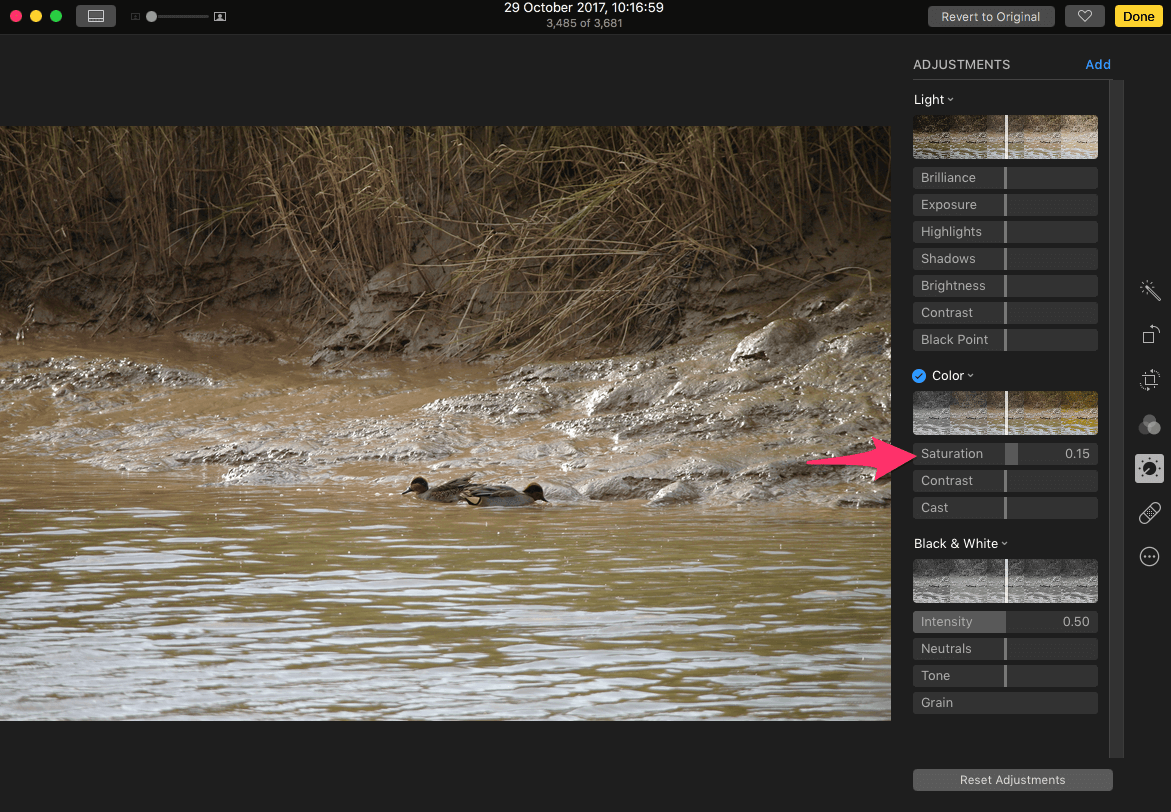 29 October 2017, 10:16:59
3,485 of 3,681
Revert to Original
Done
ADJUSTMENTS
Add
Light
Brilliance
Exposure
Highlights
Shadows
Brightness
Contrast
Black Point
Color
Saturation 0.15
Contrast
Cast
Black & White
Intensity 0.50
Neutrals
Tone
Grain
Reset Adjustments